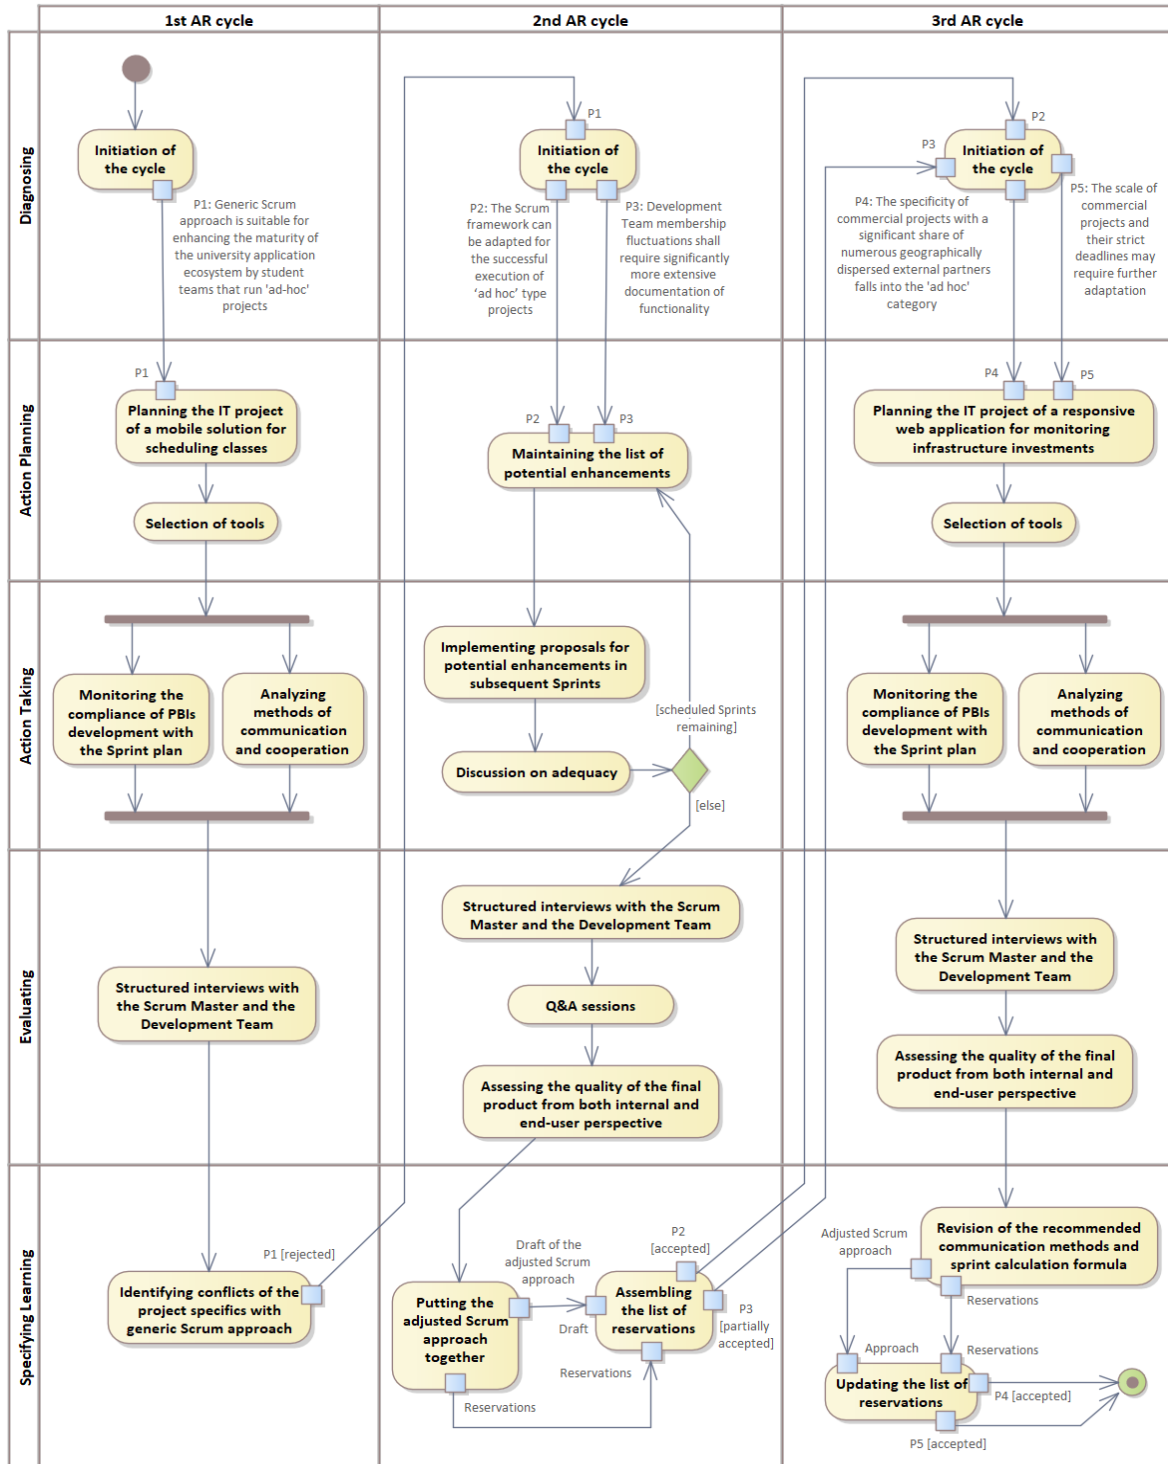 1st AR cycle
2nd AR cycle
3rd AR cycle
Diagnosing
Initiation of
the cycle
P1: Generic Scrum
approach is suitable for
enhancing the maturity of
the university application
ecosystem by student
teams that run 'ad-hoc'
projects
P1
Initiation of
the cycle
P2: The Scrum
framework can
be adapted for
the successful
execution of
'ad hoc' type
projects
P3: Development
Team membership
fluctuations shall
require significantly
more extensive
documentation of
functionality
P2
P3
Initiation of
the cycle
P4: The specificity of
commercial projects with a
significant share of
numerous geographically
dispersed external partners
falls into the 'ad hoc'
category
P5: The scale of
commercial
projects and
their strict
deadlines may
require further
adaptation
Action Planning
P1
Planning the IT project
of a mobile solution for
scheduling classes
Selection of tools
P2
P3
Maintaining the list of
potential enhancements
P4
P5
Planning the IT project of a responsive
web application for monitoring
infrastructure investments
Selection of tools
Action Taking
Monitoring the
compliance of PBIs
development with
the Sprint plan
Analyzing
methods of
communication
and cooperation
Implementing proposals for
potential enhancements in
subsequent Sprints
[scheduled Sprints
remaining]
Discussion on adequacy
[else]
Monitoring the
compliance of PBIs
development with
the Sprint plan
Analyzing
methods of
communication
and cooperation
Evaluating
Structured interviews with
the Scrum Master and the
Development Team
Structured interviews with the Scrum
Master and the Development Team
Q&A sessions
Assessing the quality of the final
product from both internal and
end-user perspective
Structured interviews with
the Scrum Master and the
Development Team
Assessing the quality of the final
product from both internal and
end-user perspective
Specifying Learning
P1 [rejected]
Identifying conflicts of the
project specifics with
generic Scrum approach
Putting the
adjusted Scrum
approach
together
Draft of the
adjusted Scrum
approach
Draft
Reservations
Reservations
P2
[accepted]
Assembling
the list of
reservations
P3
[partially
accepted]
Revision of the recommended
communication methods and
sprint calculation formula
Adjusted Scrum
approach
Reservations
Approach
Reservations
Updating the list of
reservations
P4 [accepted]
P5 [accepted]